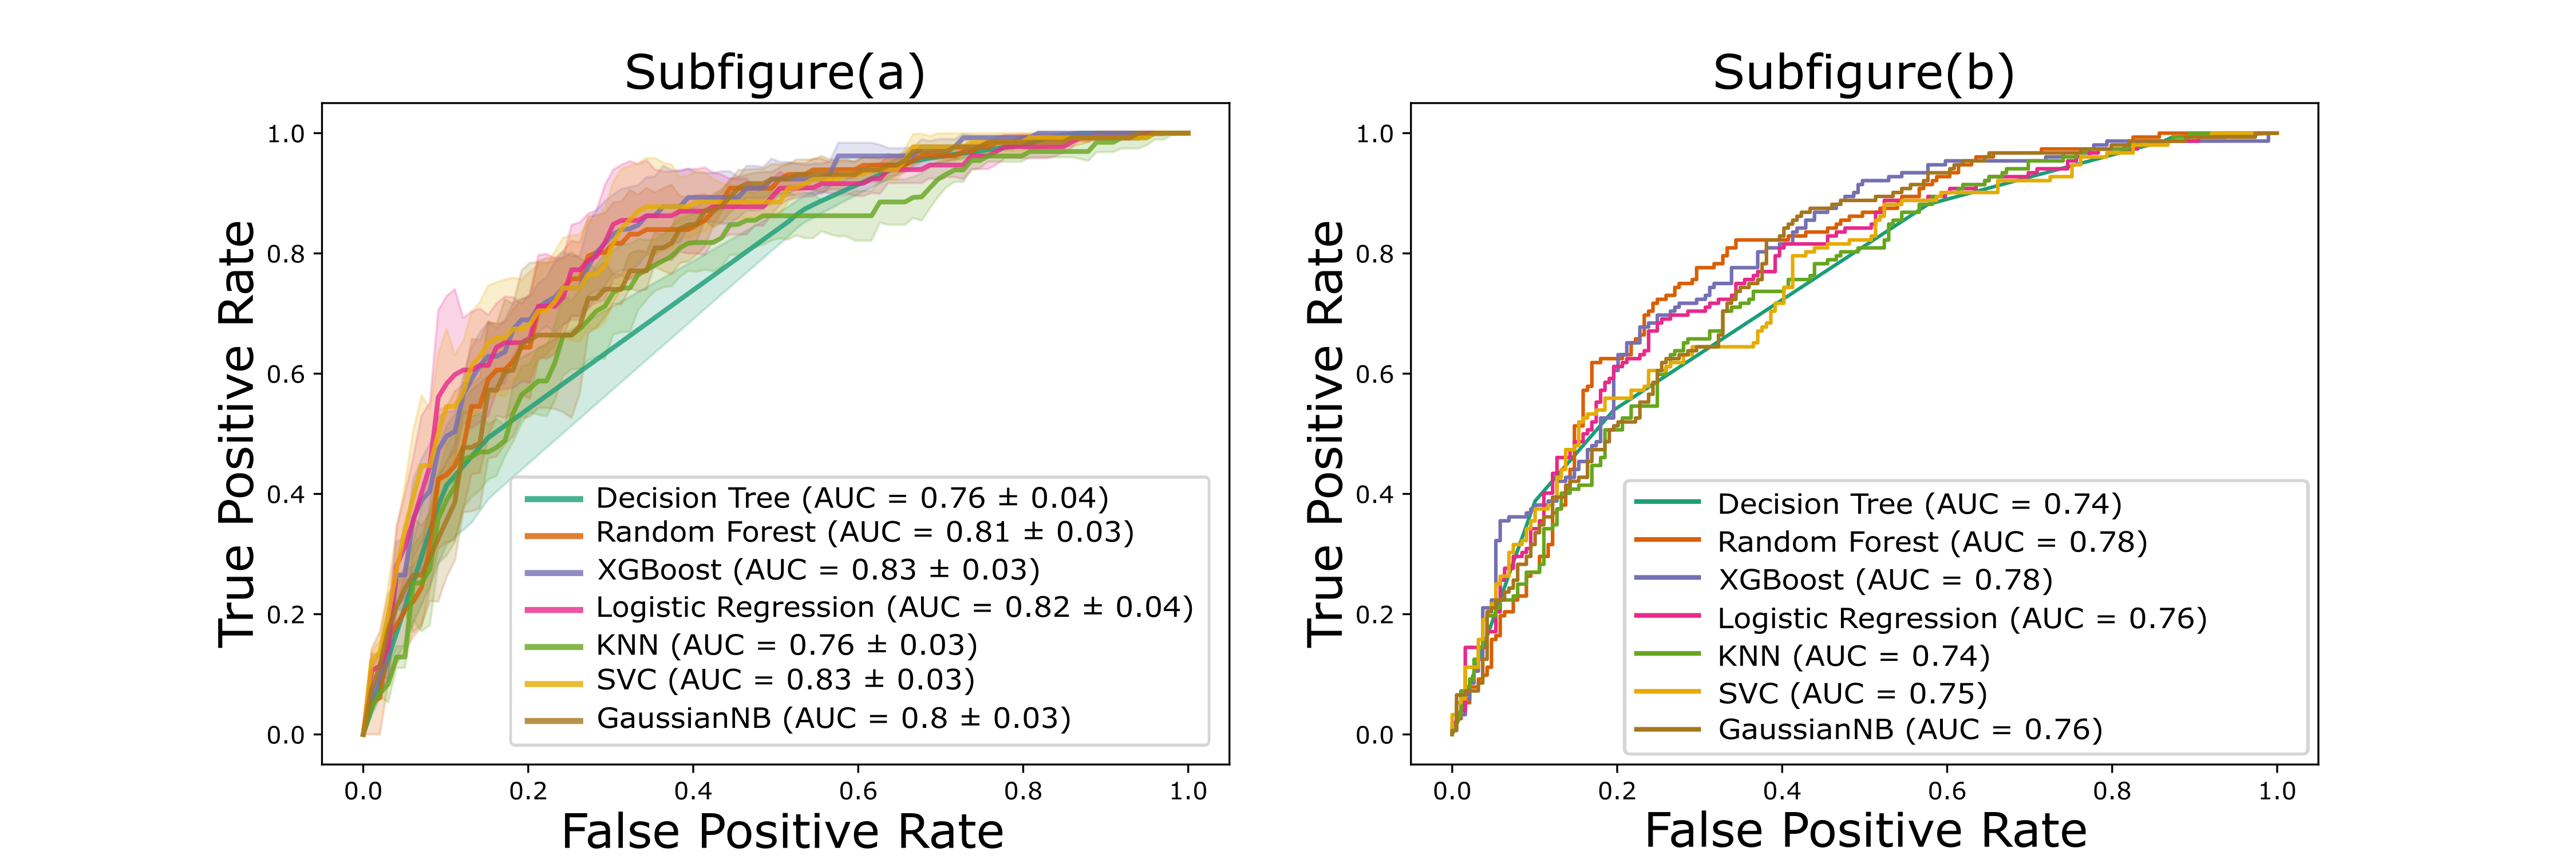 Subfigure(a)
True Positive Rate
1.0
0.8
0.6
0.4
0.2
0.0
Decision Tree (AUC = 0.76 ± 0.04)
Random Forest (AUC = 0.81 ± 0.03)
XGBoost (AUC = 0.83 ± 0.03)
Logistic Regression (AUC = 0.82 ± 0.04)
KNN (AUC = 0.76 ± 0.03)
SVC (AUC = 0.83 ± 0.03)
GaussianNB (AUC = 0.8 ± 0.03)
0.0 0.2 0.4 0.6 0.8 1.0
False Positive Rate
Subfigure(b)
True Positive Rate
1.0
0.8
0.6
0.4
0.2
0.0
Decision Tree (AUC = 0.74)
Random Forest (AUC = 0.78)
XGBoost (AUC = 0.78)
Logistic Regression (AUC = 0.76)
KNN (AUC = 0.74)
SVC (AUC = 0.75)
GaussianNB (AUC = 0.76)
0.0 0.2 0.4 0.6 0.8 1.0
False Positive Rate